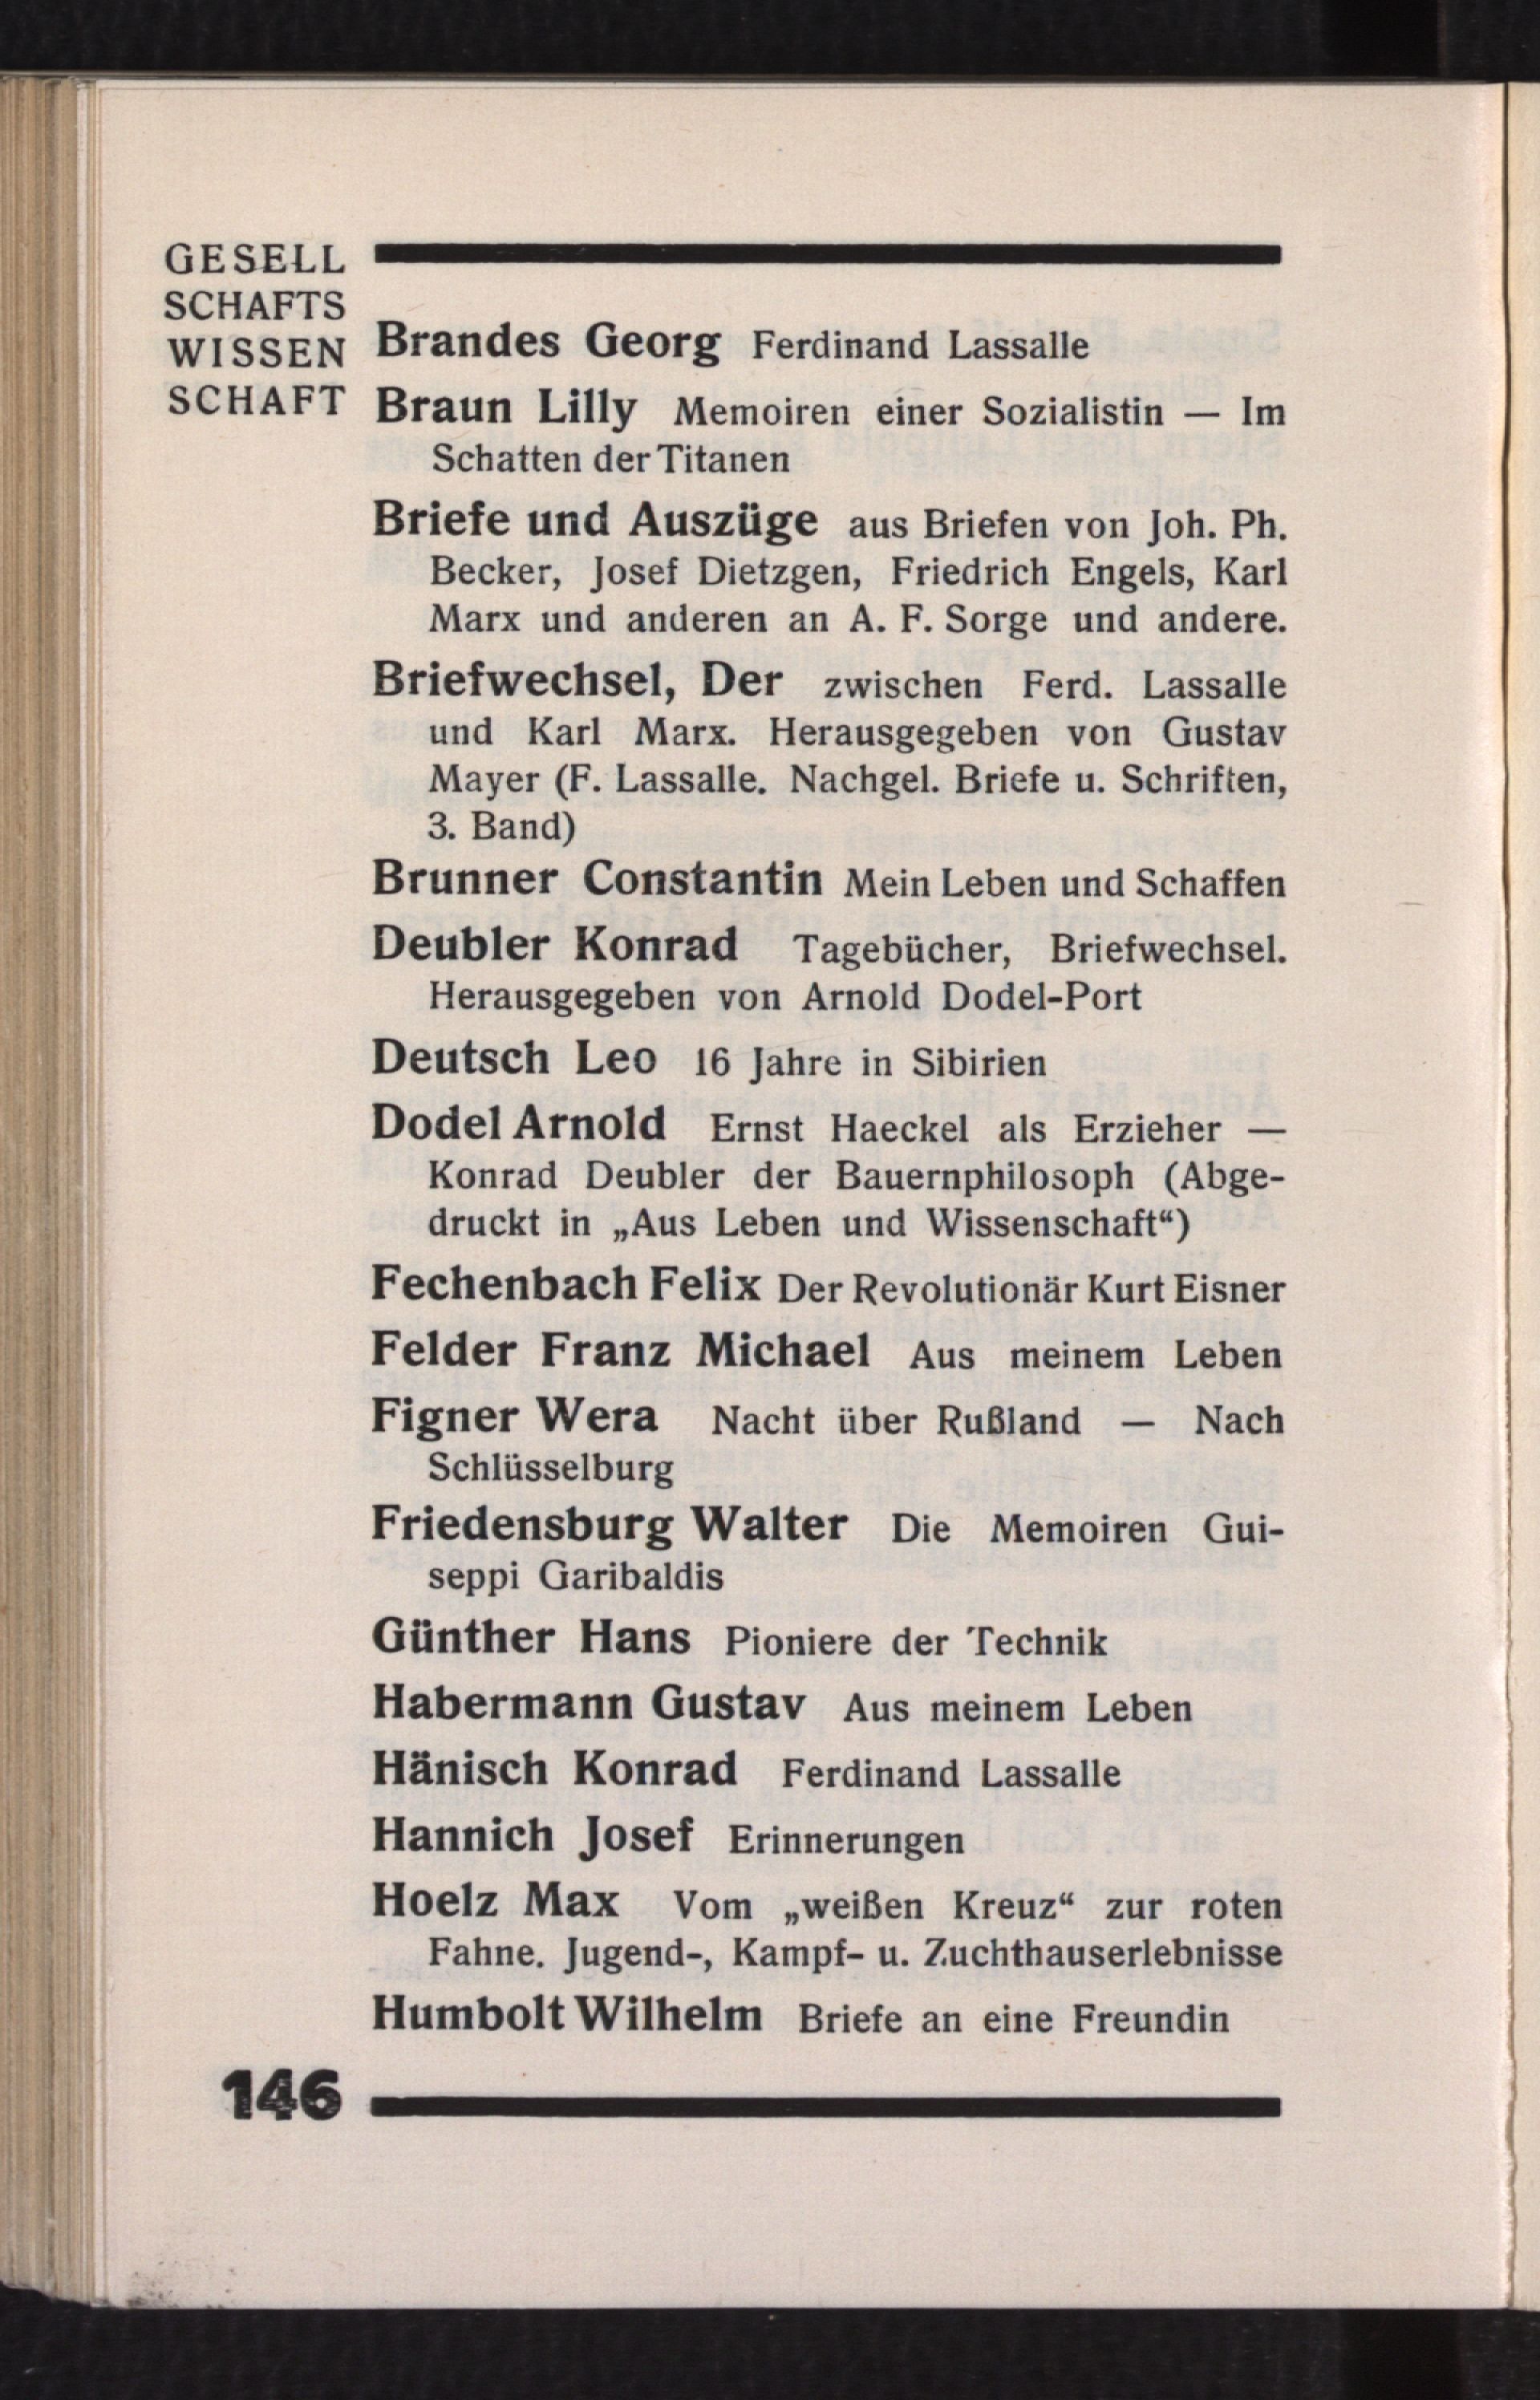 GESELL
SCHAFTS
WISSEN
SCHAFT
Brandes Georg Ferdinand Lassalle
Braun Lilly Memoiren einer Sozialistin — Im
Schatten der Titanen
Briefe und Auszüge aus Briefen von Joh. Ph.
Becker, Josef Dietzgen, Friedrich Engels, Karl
Marx und anderen an A. F. Sorge und andere.
Briefwechsel, Der zwischen Ferd. Lassalle
und Karl Marx. Herausgegeben von Gustav
Mayer (F. Lassalle. Nachgel. Briefe u. Schriften,
3. Band)
Brunner Constantin Mein Leben und Schaffen
Deubler Konrad Tagebücher, Briefwechsel.
Herausgegeben von Arnold Dodel-Port
Deutsch Leo 16 Jahre in Sibirien
Dodel Arnold Ernst Haeckel als Erzieher —
Konrad Deubler der Bauernphilosoph (Abge-
druckt in „Aus Leben und Wissenschaft“)
Fechenbach Felix Der Revolutionär Kurt Eisner
Felder Franz Michael Aus meinem Leben
Figner Wera Nacht über Rußland — Nach
Schlüsselburg
Friedensburg Walter Die Memoiren Gui-
seppi Garibaldis
Günther Hans Pioniere der Technik
Habermann Gustav Aus meinem Leben
Hänisch Konrad Ferdinand Lassalle
Hannich Josef Erinnerungen
Hoelz Max Vom „weißen Kreuz“ zur roten
Fahne. Jugend-, Kampf- u. Zuchthauserlebnisse
Humbolt Wilhelm Briefe an eine Freundin
146